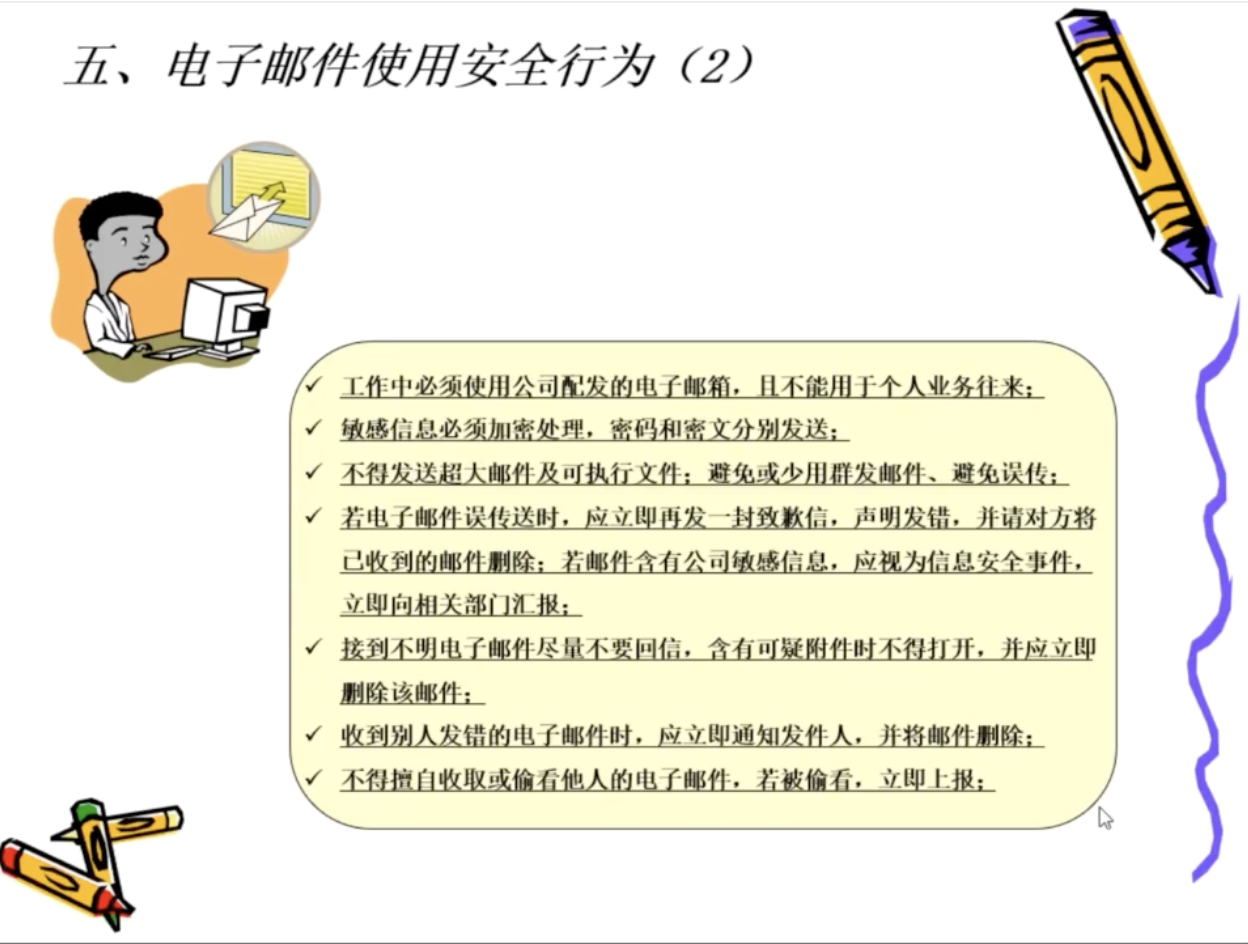 五、电子邮件使用安全行为（2）
✓ 工作中必须使用公司配发的电子邮箱，且不能用于个人业务往来；
✓ 敏感信息必须加密处理，密码和密文分别发送；
✓ 不得发送超大邮件及可执行文件；避免或少用群发邮件、避免误传；
✓ 若电子邮件误传送时，应立即再发一封致歉信，声明发错，并请对方将
已收到的邮件删除；若邮件含有公司敏感信息，应视为信息安全事件，
立即向相关部门汇报；
✓ 接到不明电子邮件尽量不要回信，含有可疑附件时不得打开，并应立即
删除该邮件；
✓ 收到别人发错的电子邮件时，应立即通知发件人，并将邮件删除；
✓ 不得擅自收取或偷看他人的电子邮件，若被偷看，立即上报；